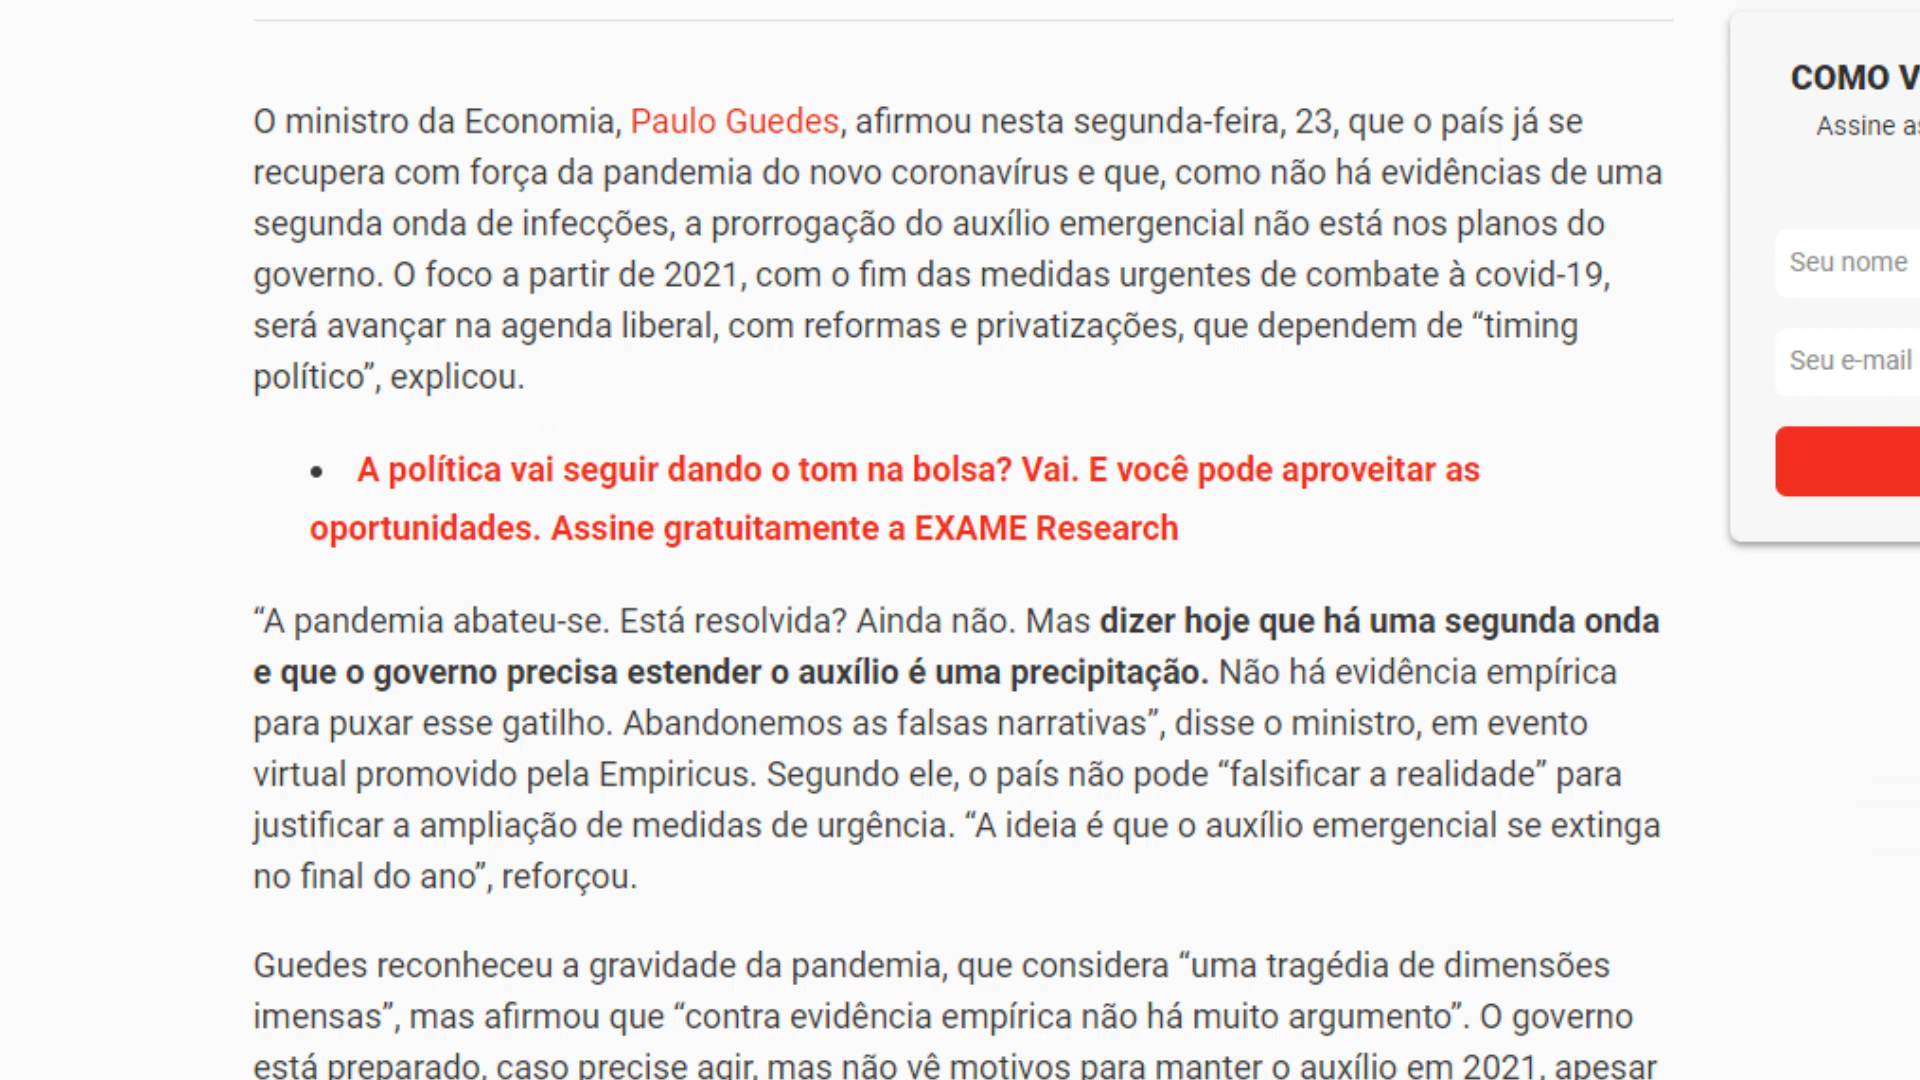 O ministro da Economia, Paulo Guedes, afirmou nesta segunda-feira, 23, que o país já se
recupera com força da pandemia do novo coronavírus e que, como não há evidências de uma
segunda onda de infecções, a prorrogação do auxílio emergencial não está nos planos do
governo. O foco a partir de 2021, com o fim das medidas urgentes de combate à covid-19,
será avançar na agenda liberal, com reformas e privatizações, que dependem de “timing
político”, explicou.
• A política vai seguir dando o tom na bolsa? Vai. E você pode aproveitar as
oportunidades. Assine gratuitamente a EXAME Research
“A pandemia abateu-se. Está resolvida? Ainda não. Mas dizer hoje que há uma segunda onda
e que o governo precisa estender o auxílio é uma precipitação. Não há evidência empírica
para puxar esse gatilho. Abandonemos as falsas narrativas”, disse o ministro, em evento
virtual promovido pela Empiricus. Segundo ele, o país não pode “falsificar a realidade” para
justificar a ampliação de medidas de urgência. “A ideia é que o auxílio emergencial se extinga
no final do ano”, reforçou.
Guedes reconheceu a gravidade da pandemia, que considera “uma tragédia de dimensões
imensas”, mas afirmou que “contra evidência empírica não há muito argumento”. O governo
está preparado, caso precise agir, mas não vê motivos para manter o auxílio em 2021, apesar
COMO V
Assine as
Seu nome
Seu e-mail